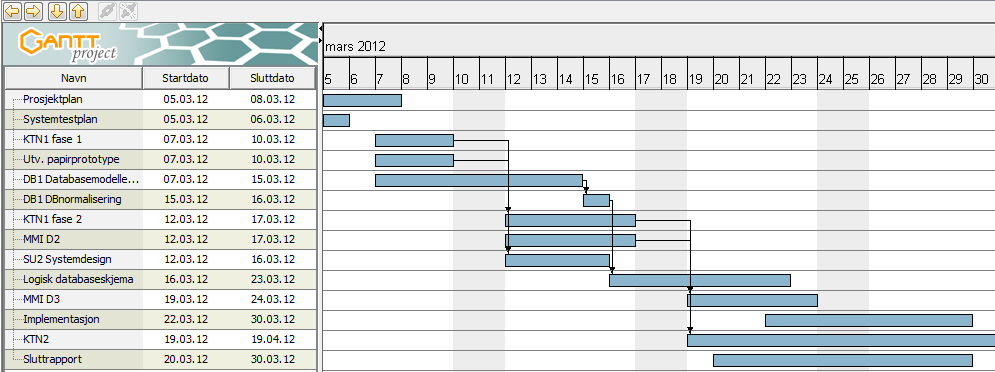 GANTT project
mars 2012
Navn Startdato Sluttdato
5 6 7 8 9 10 11 12 13 14 15 16 17 18 19 20 21 22 23 24 25 26 27 28 29 30
Prosjektplan 05.03.12 08.03.12
Systemtestplan 05.03.12 06.03.12
KTN1 fase 1 07.03.12 10.03.12
Utv. papirprototype 07.03.12 10.03.12
DB1 Databasemodelle... 07.03.12 15.03.12
DB1 DBnormalisering 15.03.12 16.03.12
KTN1 fase 2 12.03.12 17.03.12
MMI D2 12.03.12 17.03.12
SU2 Systemdesign 12.03.12 16.03.12
Logisk databaseskjema 16.03.12 23.03.12
MMI D3 19.03.12 24.03.12
Implementasjon 22.03.12 30.03.12
KTN2 19.03.12 19.04.12
Sluttrapport 20.03.12 30.03.12